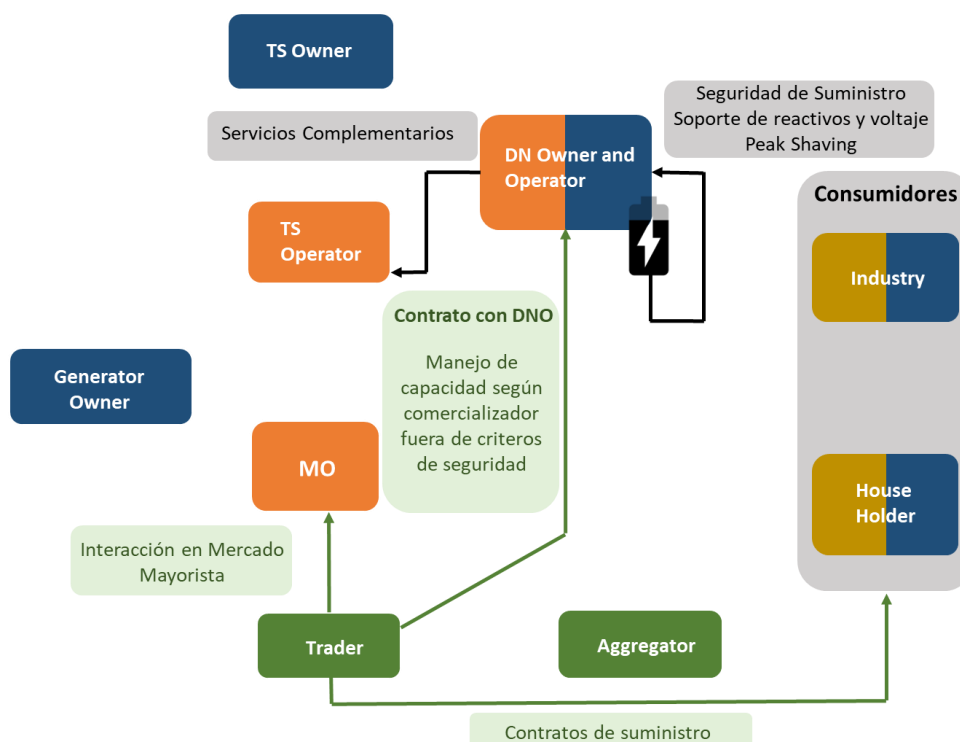 TS Owner
Servicios Complementarios
DN Owner and
Operator
Seguridad de Suministro
Soporte de reactivos y voltaje
Peak Shaving
Consumidores
TS
Operator
Industry
Contrato con DNO
Manejo de
capacidad según
comercializador
fuera de criteros
de seguridad
Generator
Owner
MO
House
Holder
Interacción en Mercado
Mayorista
Trader
Aggregator
Contratos de suministro